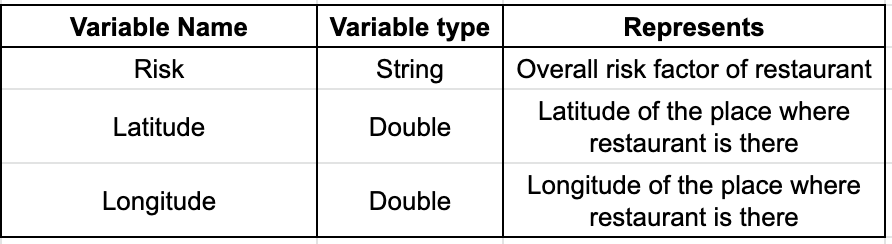 Variable Name Variable type Represents
Risk String Overall risk factor of restaurant
Latitude Double Latitude of the place where
restaurant is there
Longitude Double Longitude of the place where
restaurant is there